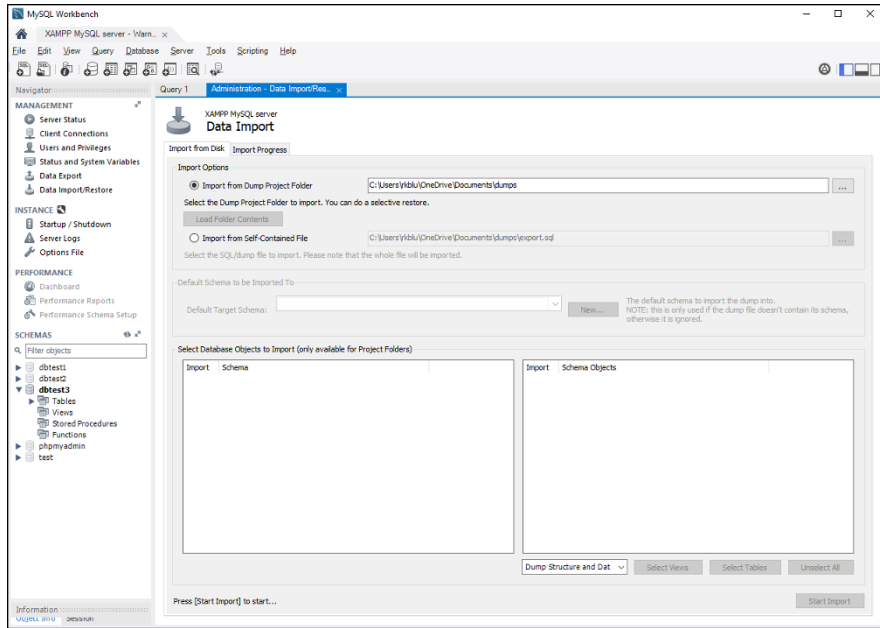 MySQL Workbench
XAMPP MySQL server - Warn...
File Edit View Query Database Server Tools Scripting Help
Navigator
Query 1
Administration - Data Import/Res...
MANAGEMENT
Server Status
Client Connections
Users and Privileges
Status and System Variables
Data Export
Data Import/Restore
INSTANCE
Startup / Shutdown
Server Logs
Options File
PERFORMANCE
Dashboard
Performance Reports
Performance Schema Setup
SCHEMAS
Filter objects
dbtest1
dbtest2
dbtest3
Tables
Views
Stored Procedures
Functions
phpmyadmin
test
Information
Object Info Session
XAMPP MySQL server
Data Import
Import from Disk Import Progress
Import Options
Import from Dump Project Folder C:\Users\rkblu\OneDrive\Documents\dumps ...
Select the Dump Project Folder to import. You can do a selective restore.
Load Folder Contents
Import from Self-Contained File C:\Users\rkblu\OneDrive\Documents\dumps\export.sql ...
Select the SQL/dump file to import. Please note that the whole file will be imported.
Default Schema to be Imported To
Default Target Schema: New...
The default schema to import the dump into.
NOTE: this is only used if the dump file doesn't contain its schema,
otherwise it is ignored.
Select Database Objects to Import (only available for Project Folders)
Import Schema
Import Schema Objects
Dump Structure and Dat Select Views Select Tables Unselect All
Press [Start Import] to start...
Start Import